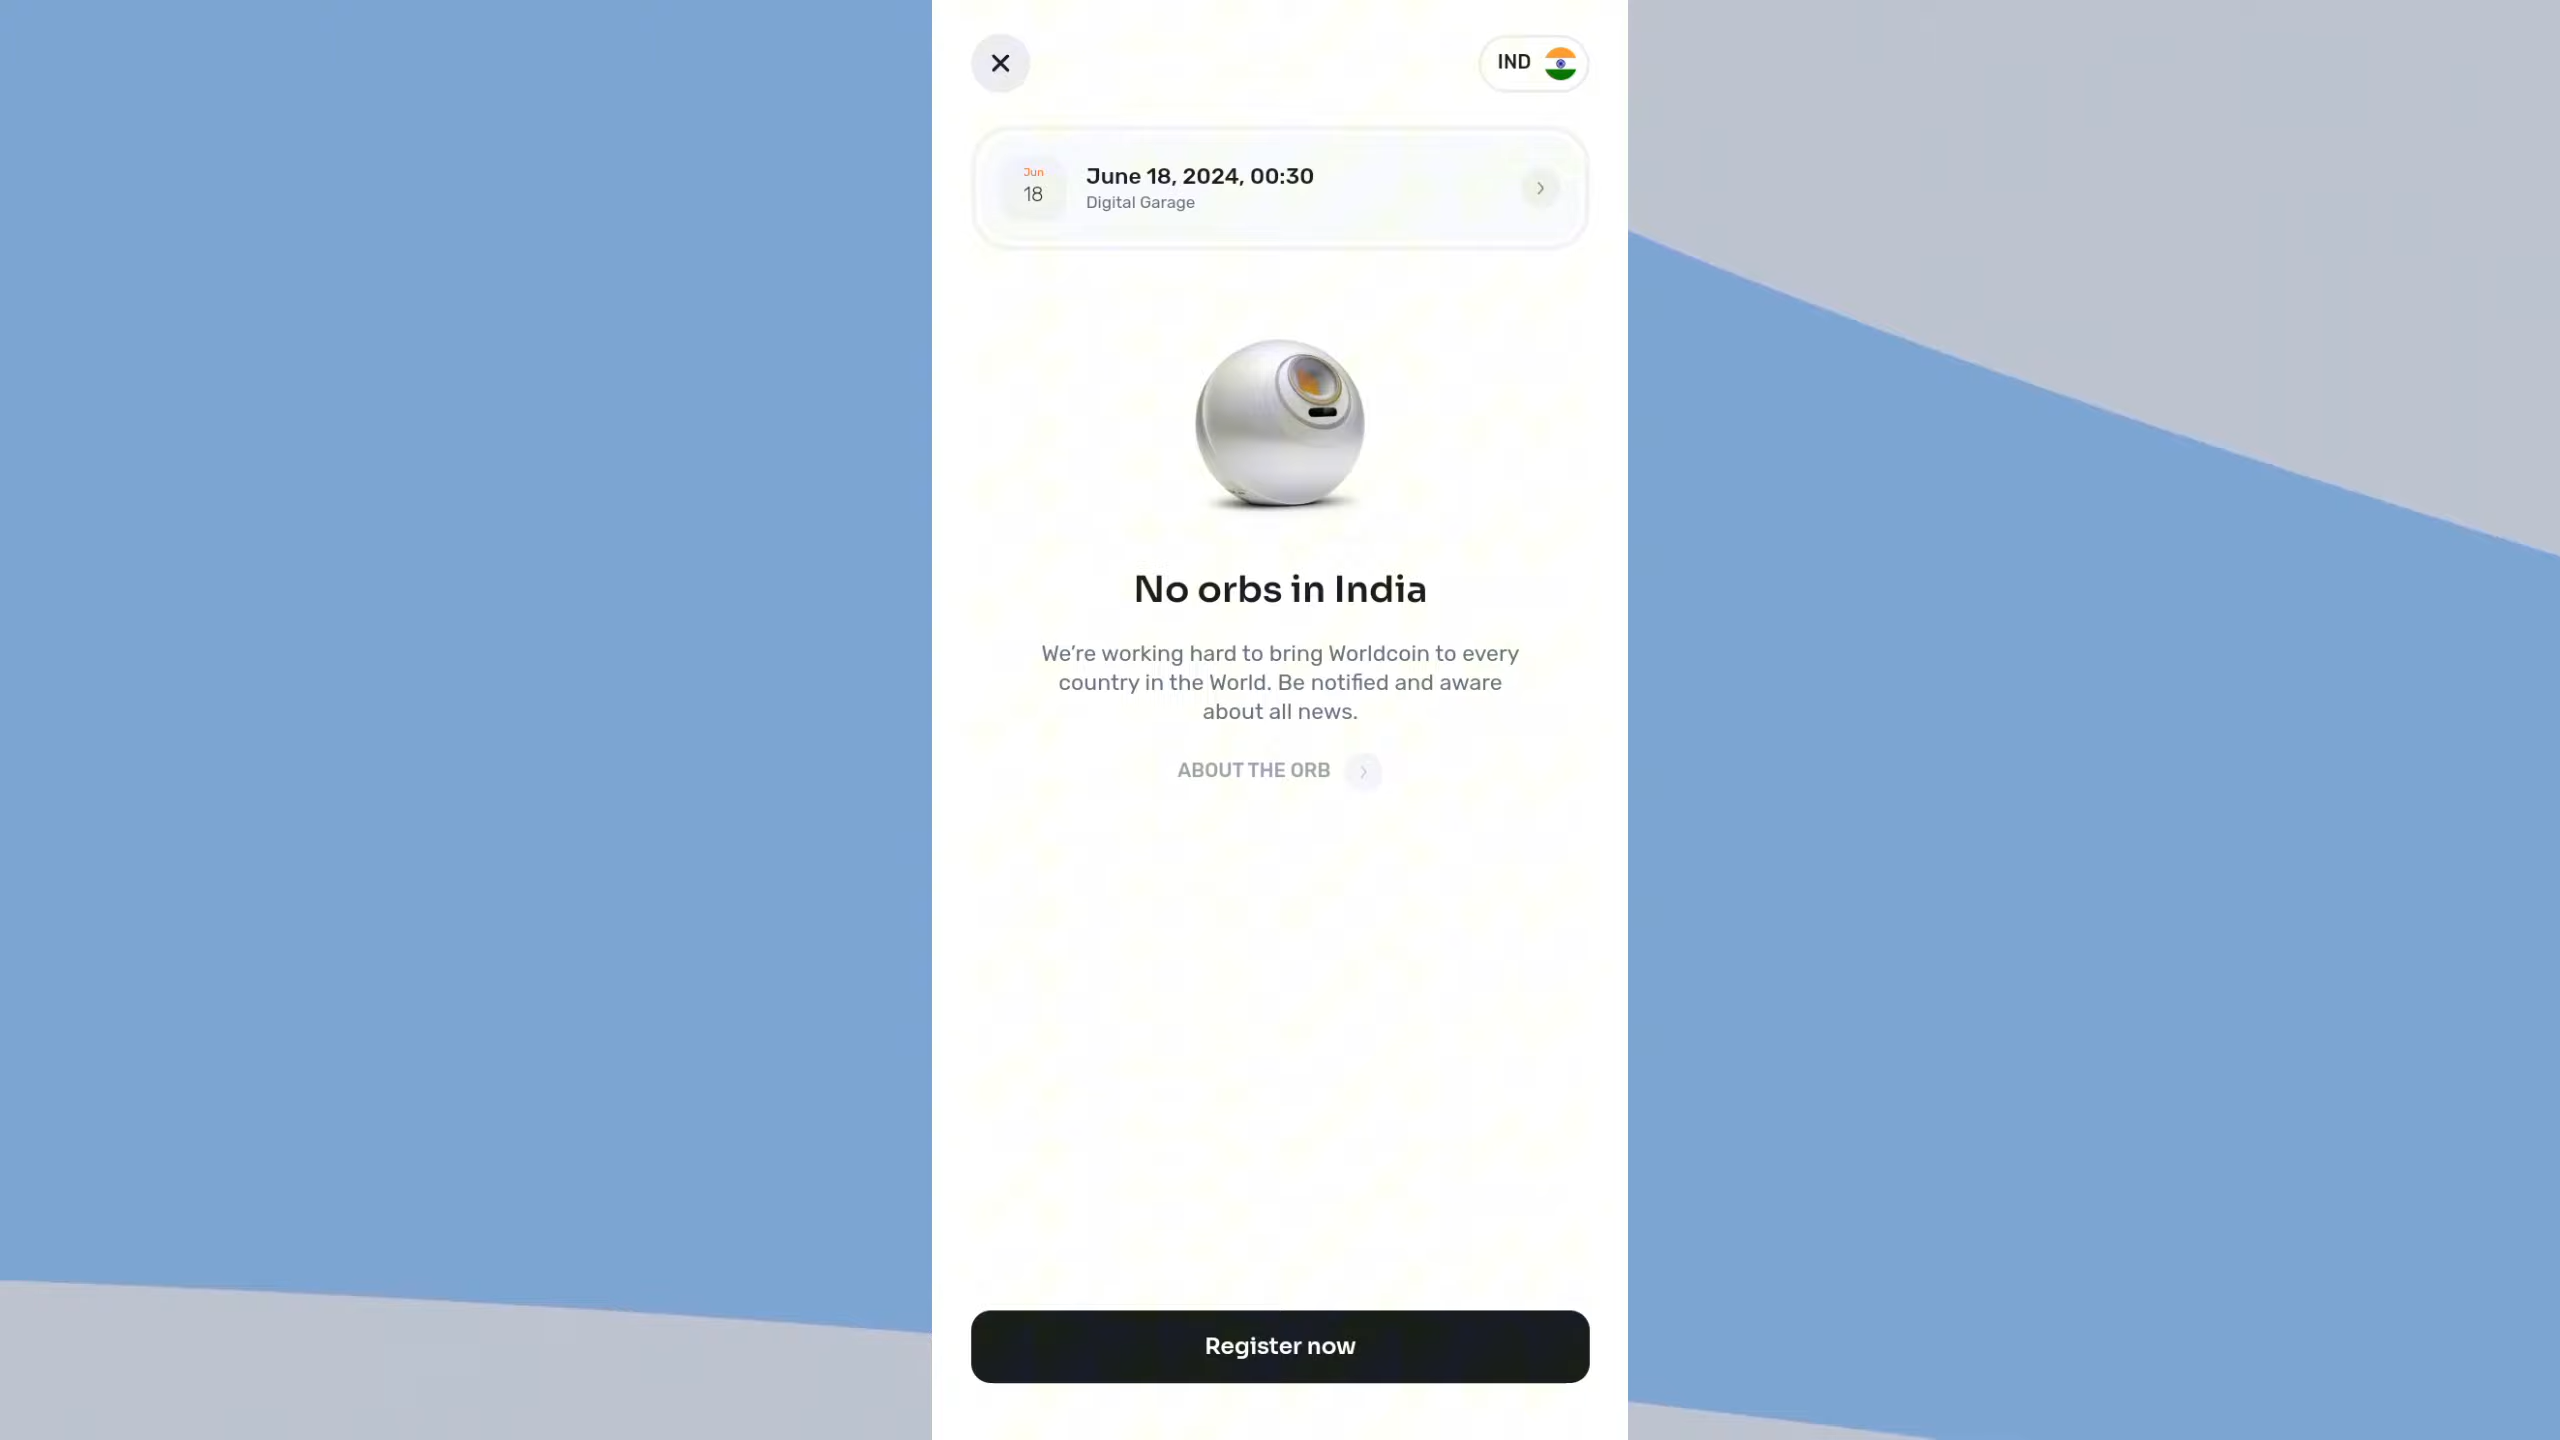 IND
Jun
18
June 18, 2024, 00:30
Digital Garage
No orbs in India
We’re working hard to bring Worldcoin to every
country in the World. Be notified and aware
about all news.
ABOUT THE ORB
Register now